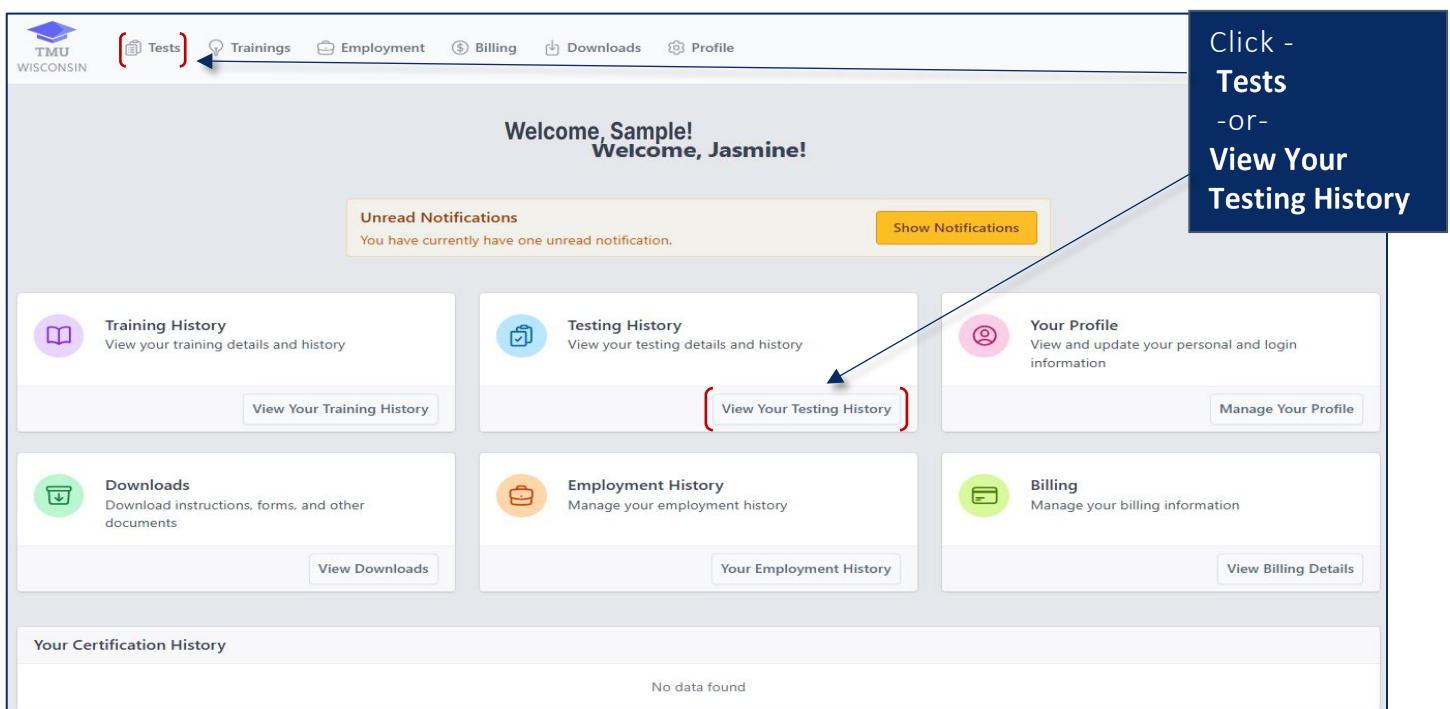 TMU
WISCONSIN
Tests Trainings Employment Billing Downloads Profile
Click -
Tests
-or-
View Your
Testing History
Welcome, Sample!
Welcome, Jasmine!
Unread Notifications
You have currently have one unread notification.
Show Notifications
Training History
View your training details and history
View Your Training History
Testing History
View your testing details and history
View Your Testing History
Your Profile
View and update your personal and login
information
Manage Your Profile
Downloads
Download instructions, forms, and other
documents
View Downloads
Employment History
Manage your employment history
Your Employment History
Billing
Manage your billing information
View Billing Details
Your Certification History
No data found